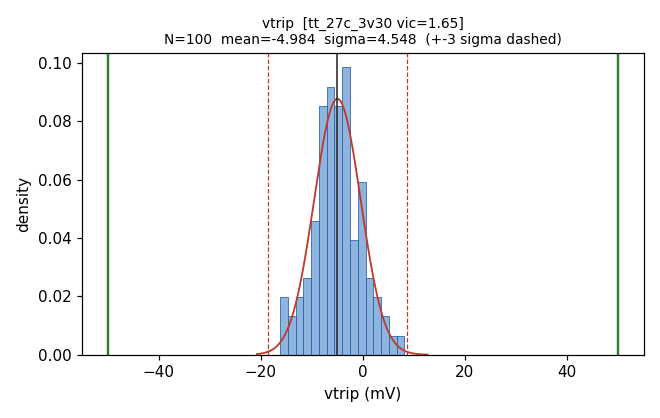 vtrip  [tt_27c_3v30 vic=1.65]
N=100  mean=-4.984  sigma=4.548  (+-3 sigma dashed)
density
0.10
0.08
0.06
0.04
0.02
0.00
−40
−20
0
20
40
vtrip (mV)